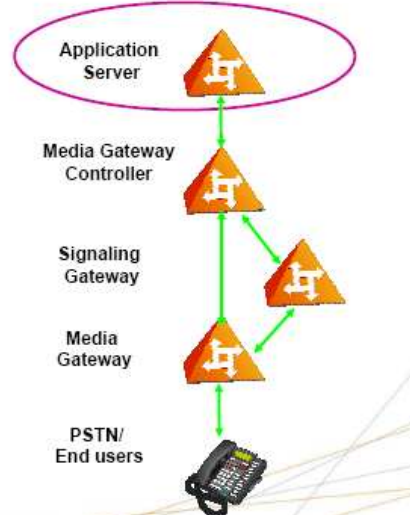 Application
Server
Media Gateway
Controller
Signaling
Gateway
Media
Gateway
PSTN/
End users